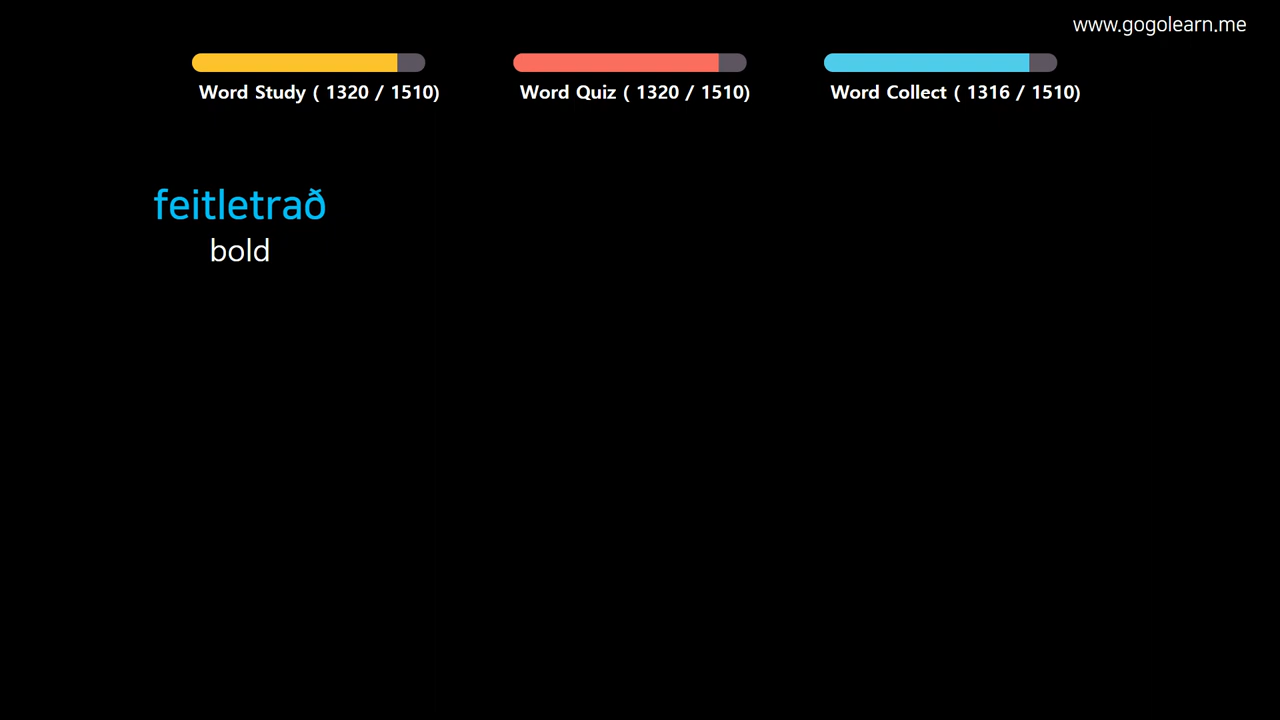 www.gogolearn.me
Word Study ( 1320 / 1510)
Word Quiz ( 1320 / 1510)
Word Collect ( 1316 / 1510)
feitletrað
bold